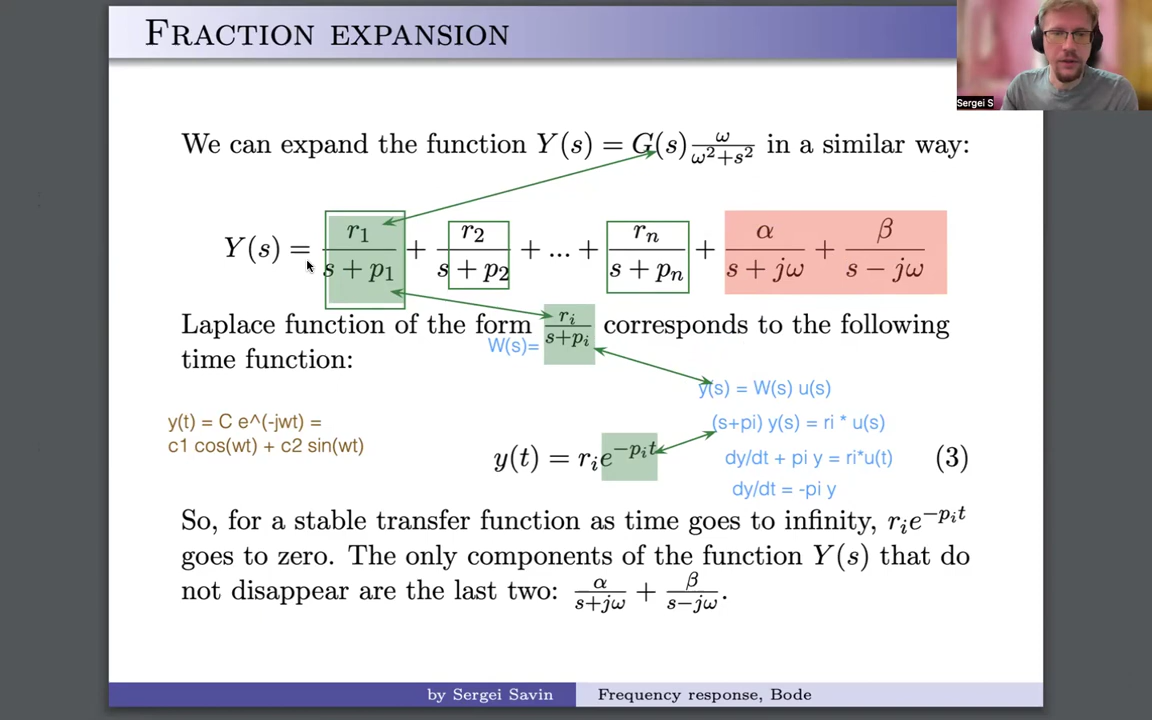 FRACTION EXPANSION
Sergei S
We can expand the function Y(s) = G(s) ω/(ω²+s²) in a similar way:
Y(s) = r₁/(s + p₁) + r₂/(s + p₂) + ... + rₙ/(s + pₙ) + α/(s + jω) + β/(s − jω)
Laplace function of the form rᵢ/(s+pᵢ) corresponds to the following
W(s)=
time function:
y(s) = W(s) u(s)
y(t) = C e^(-jwt) =
c1 cos(wt) + c2 sin(wt)
(s+pi) y(s) = ri * u(s)
y(t) = rᵢe^(−pᵢt) (3)
dy/dt + pi y = ri*u(t)
dy/dt = -pi y
So, for a stable transfer function as time goes to infinity, rᵢe^(−pᵢt)
goes to zero. The only components of the function Y(s) that do
not disappear are the last two: α/(s+jω) + β/(s−jω).
by Sergei Savin
Frequency response, Bode